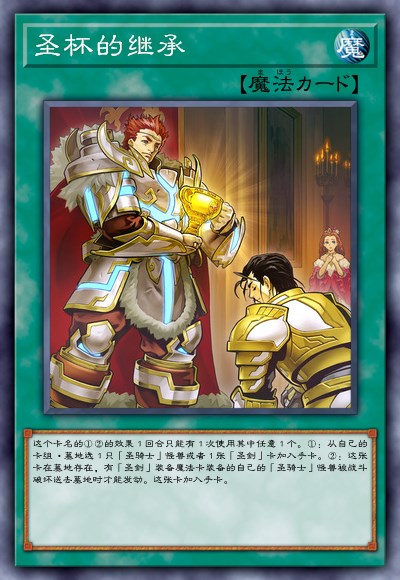 圣杯的继承
魔
【魔法カード】
まほう
这个卡名的①②的效果1回合只能有1次使用其中任意1个。①：从自己的
卡组·墓地选1只「圣骑士」怪兽或者1张「圣剑」卡加入手卡。②：这张
卡在墓地存在，有「圣剑」装备魔法卡装备的自己的「圣骑士」怪兽被战斗
破坏送去墓地时才能发动。这张卡加入手卡。